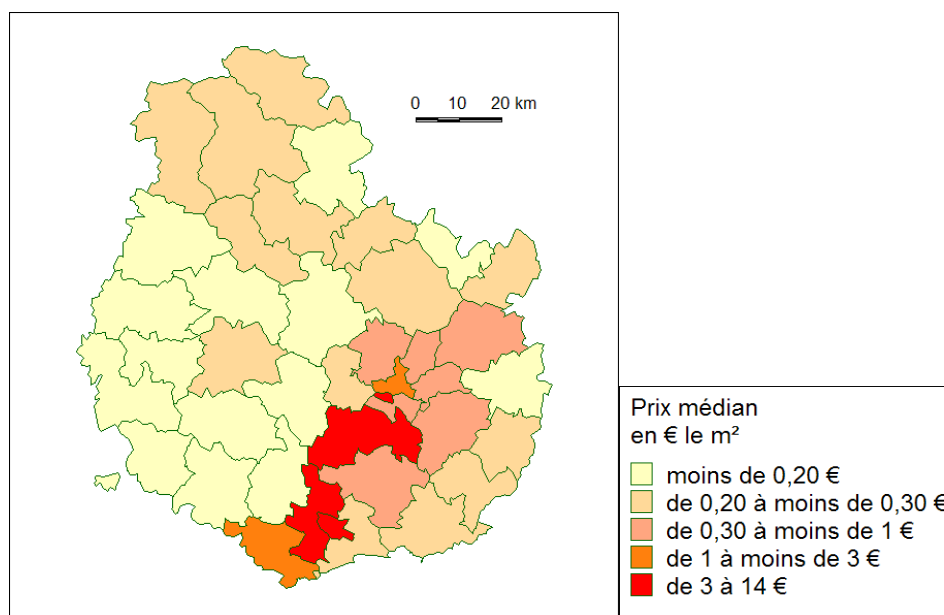 0 10 20 km
Prix médian
en € le m²
moins de 0,20 €
de 0,20 à moins de 0,30 €
de 0,30 à moins de 1 €
de 1 à moins de 3 €
de 3 à 14 €